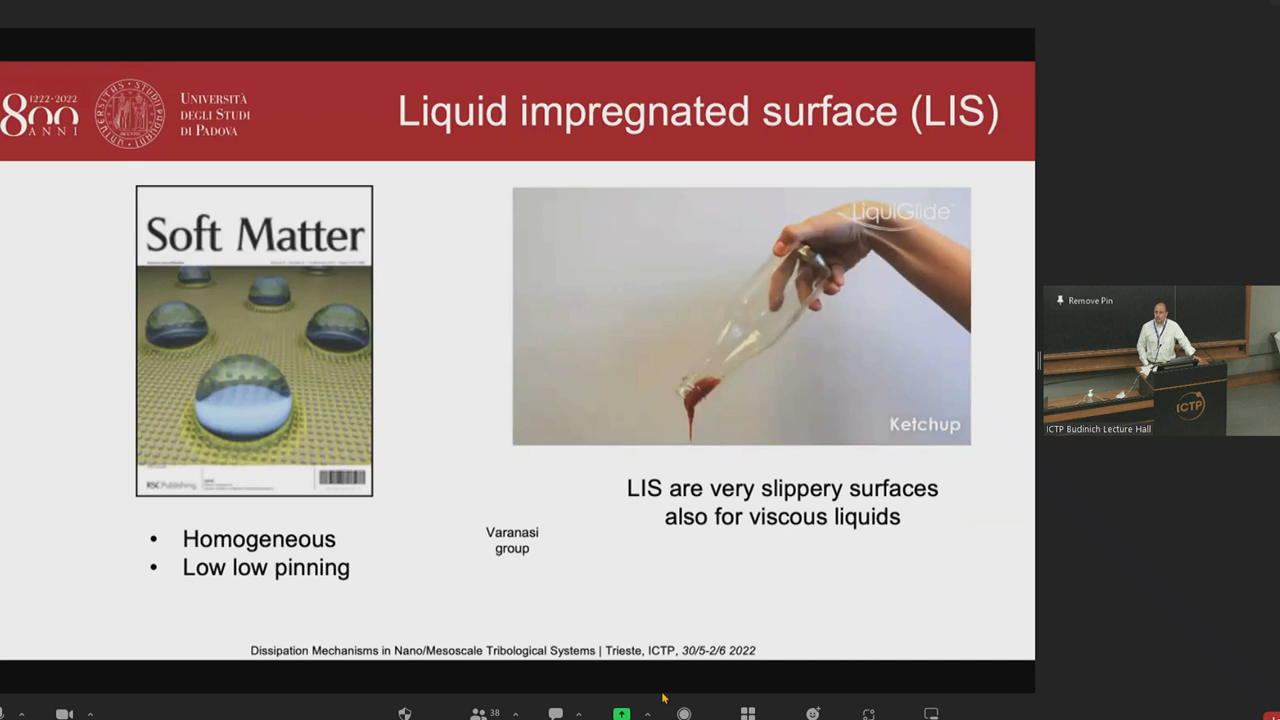 800
1222-2022
ANNI
UNIVERSITÀ
DEGLI STUDI
DI PADOVA
Liquid impregnated surface (LIS)
Soft Matter
RSCPublishing
LiquiGlide
Ketchup
LIS are very slippery surfaces
also for viscous liquids
• Homogeneous
• Low low pinning
Varanasi
group
Dissipation Mechanisms in Nano/Mesoscale Tribological Systems | Trieste, ICTP, 30/5-2/6 2022
Remove Pin
ICTP
ICTP Budinich Lecture Hall
38